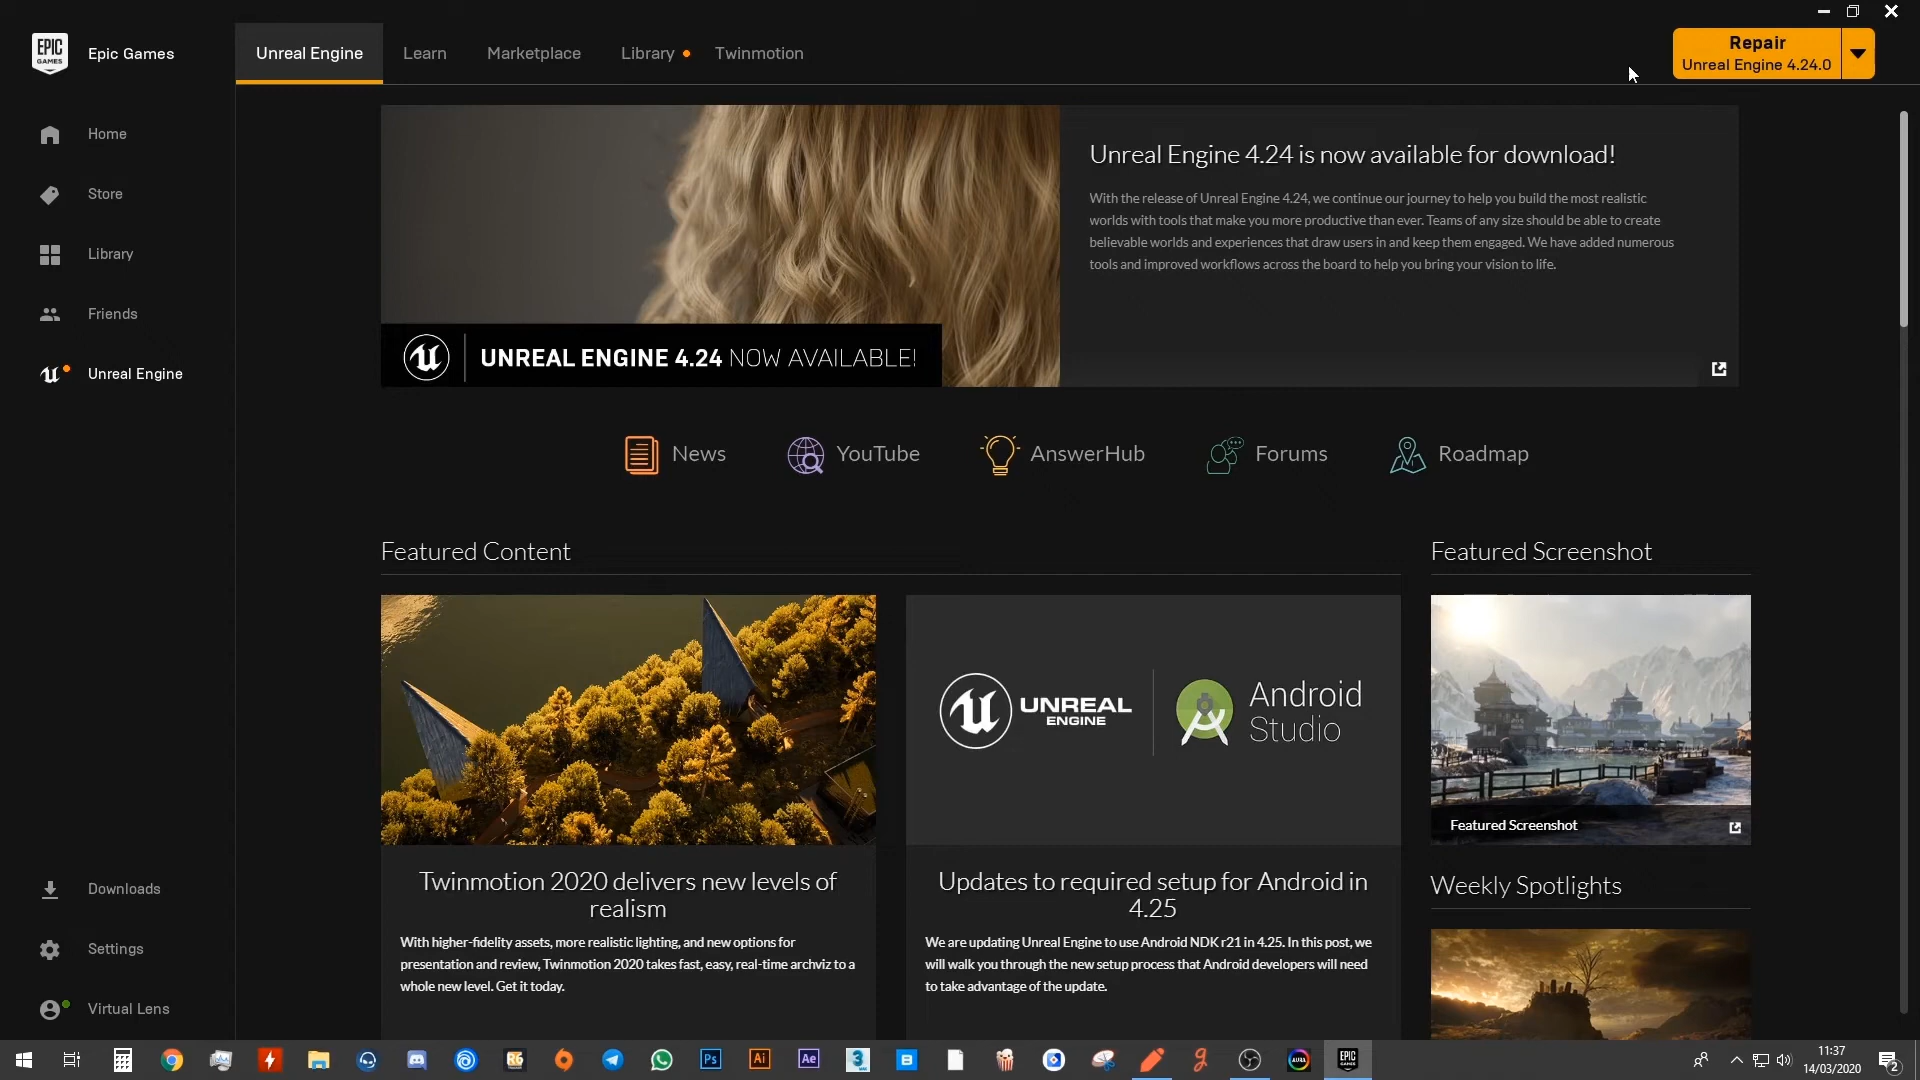 EPIC
GAMES
Epic Games
Unreal Engine
Learn
Marketplace
Library
Twinmotion
Repair
Unreal Engine 4.24.0
Home
Store
Library
Friends
Unreal Engine
Unreal Engine 4.24 is now available for download!
With the release of Unreal Engine 4.24, we continue our journey to help you build the most realistic
worlds with tools that make you more productive than ever. Teams of any size should be able to create
believable worlds and experiences that draw users in and keep them engaged. We have added numerous
tools and improved workflows across the board to help you bring your vision to life.
UNREAL ENGINE 4.24 NOW AVAILABLE!
News
YouTube
AnswerHub
Forums
Roadmap
Featured Content
Featured Screenshot
UNREAL
ENGINE
Android
Studio
Featured Screenshot
Twinmotion 2020 delivers new levels of
realism
With higher-fidelity assets, more realistic lighting, and new options for
presentation and review, Twinmotion 2020 takes fast, easy, real-time archviz to a
whole new level. Get it today.
Updates to required setup for Android in
4.25
We are updating Unreal Engine to use Android NDK r21 in 4.25. In this post, we
will walk you through the new setup process that Android developers will need
to take advantage of the update.
Weekly Spotlights
Downloads
Settings
Virtual Lens
R6
Ps
Ai
Ae
3
B
g
AURA
EPIC
GAMES
11:37
14/03/2020
2